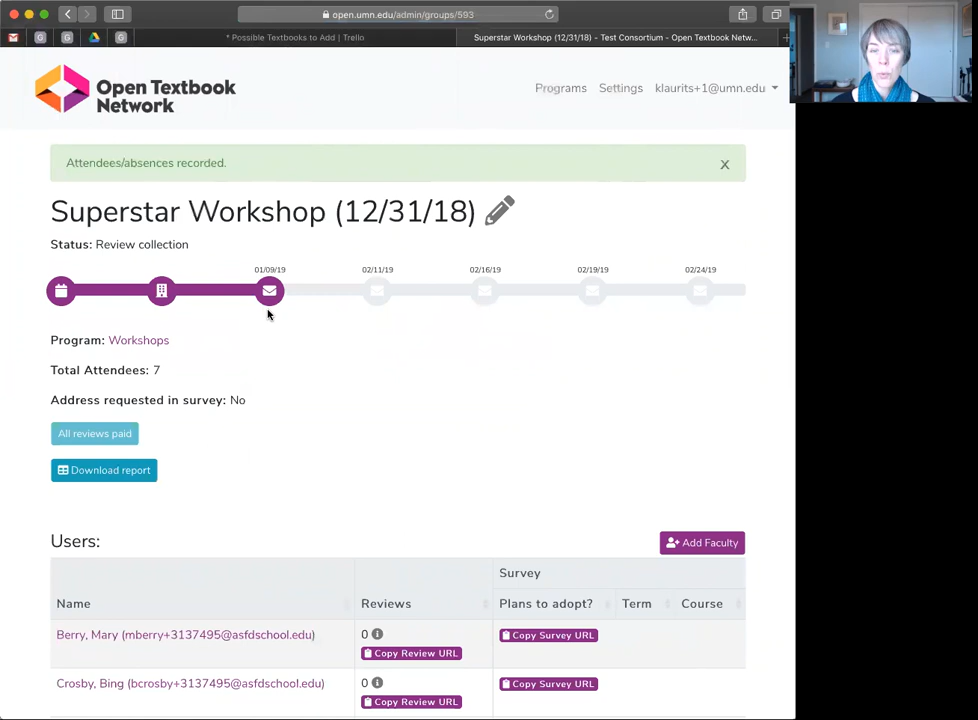 open.umn.edu/admin/groups/593
* Possible Textbooks to Add | Trello
Superstar Workshop (12/31/18) - Test Consortium - Open Textbook Netw...
Open Textbook
Network
Programs
Settings
klaurits+1@umn.edu
Attendees/absences recorded.
X
Superstar Workshop (12/31/18)
Status: Review collection
01/09/19
02/11/19
02/16/19
02/19/19
02/24/19
Program: Workshops
Total Attendees: 7
Address requested in survey: No
All reviews paid
Download report
Users:
Add Faculty
Survey
Name
Reviews
Plans to adopt?
Term
Course
Berry, Mary (mberry+3137495@asfdschool.edu)
0
Copy Review URL
Copy Survey URL
Crosby, Bing (bcrosby+3137495@asfdschool.edu)
0
Copy Review URL
Copy Survey URL